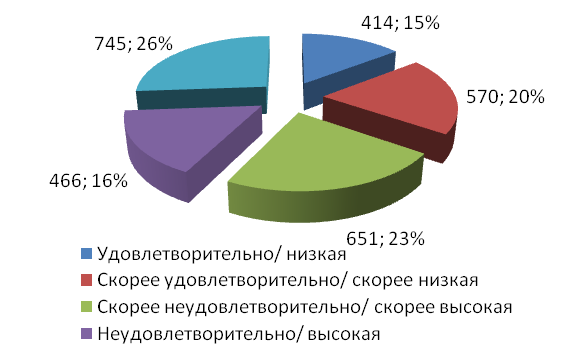 745; 26%
414; 15%
570; 20%
466; 16%
651; 23%
Удовлетворительно/ низкая
Скорее удовлетворительно/ скорее низкая
Скорее неудовлетворительно/ скорее высокая
Неудовлетворительно/ высокая